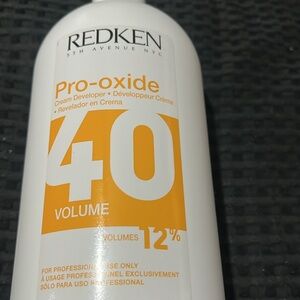 REDKEN
5TH AVENUE NYC
Pro-oxide
Cream Developer • Développeur Crème
• Revelador en Crema
40
VOLUME
VOLUMES 12%
FOR PROFESSIONAL USE ONLY
À USAGE PROFESSIONNEL EXCLUSIVEMENT
SÓLO PARA USO PROFESIONAL